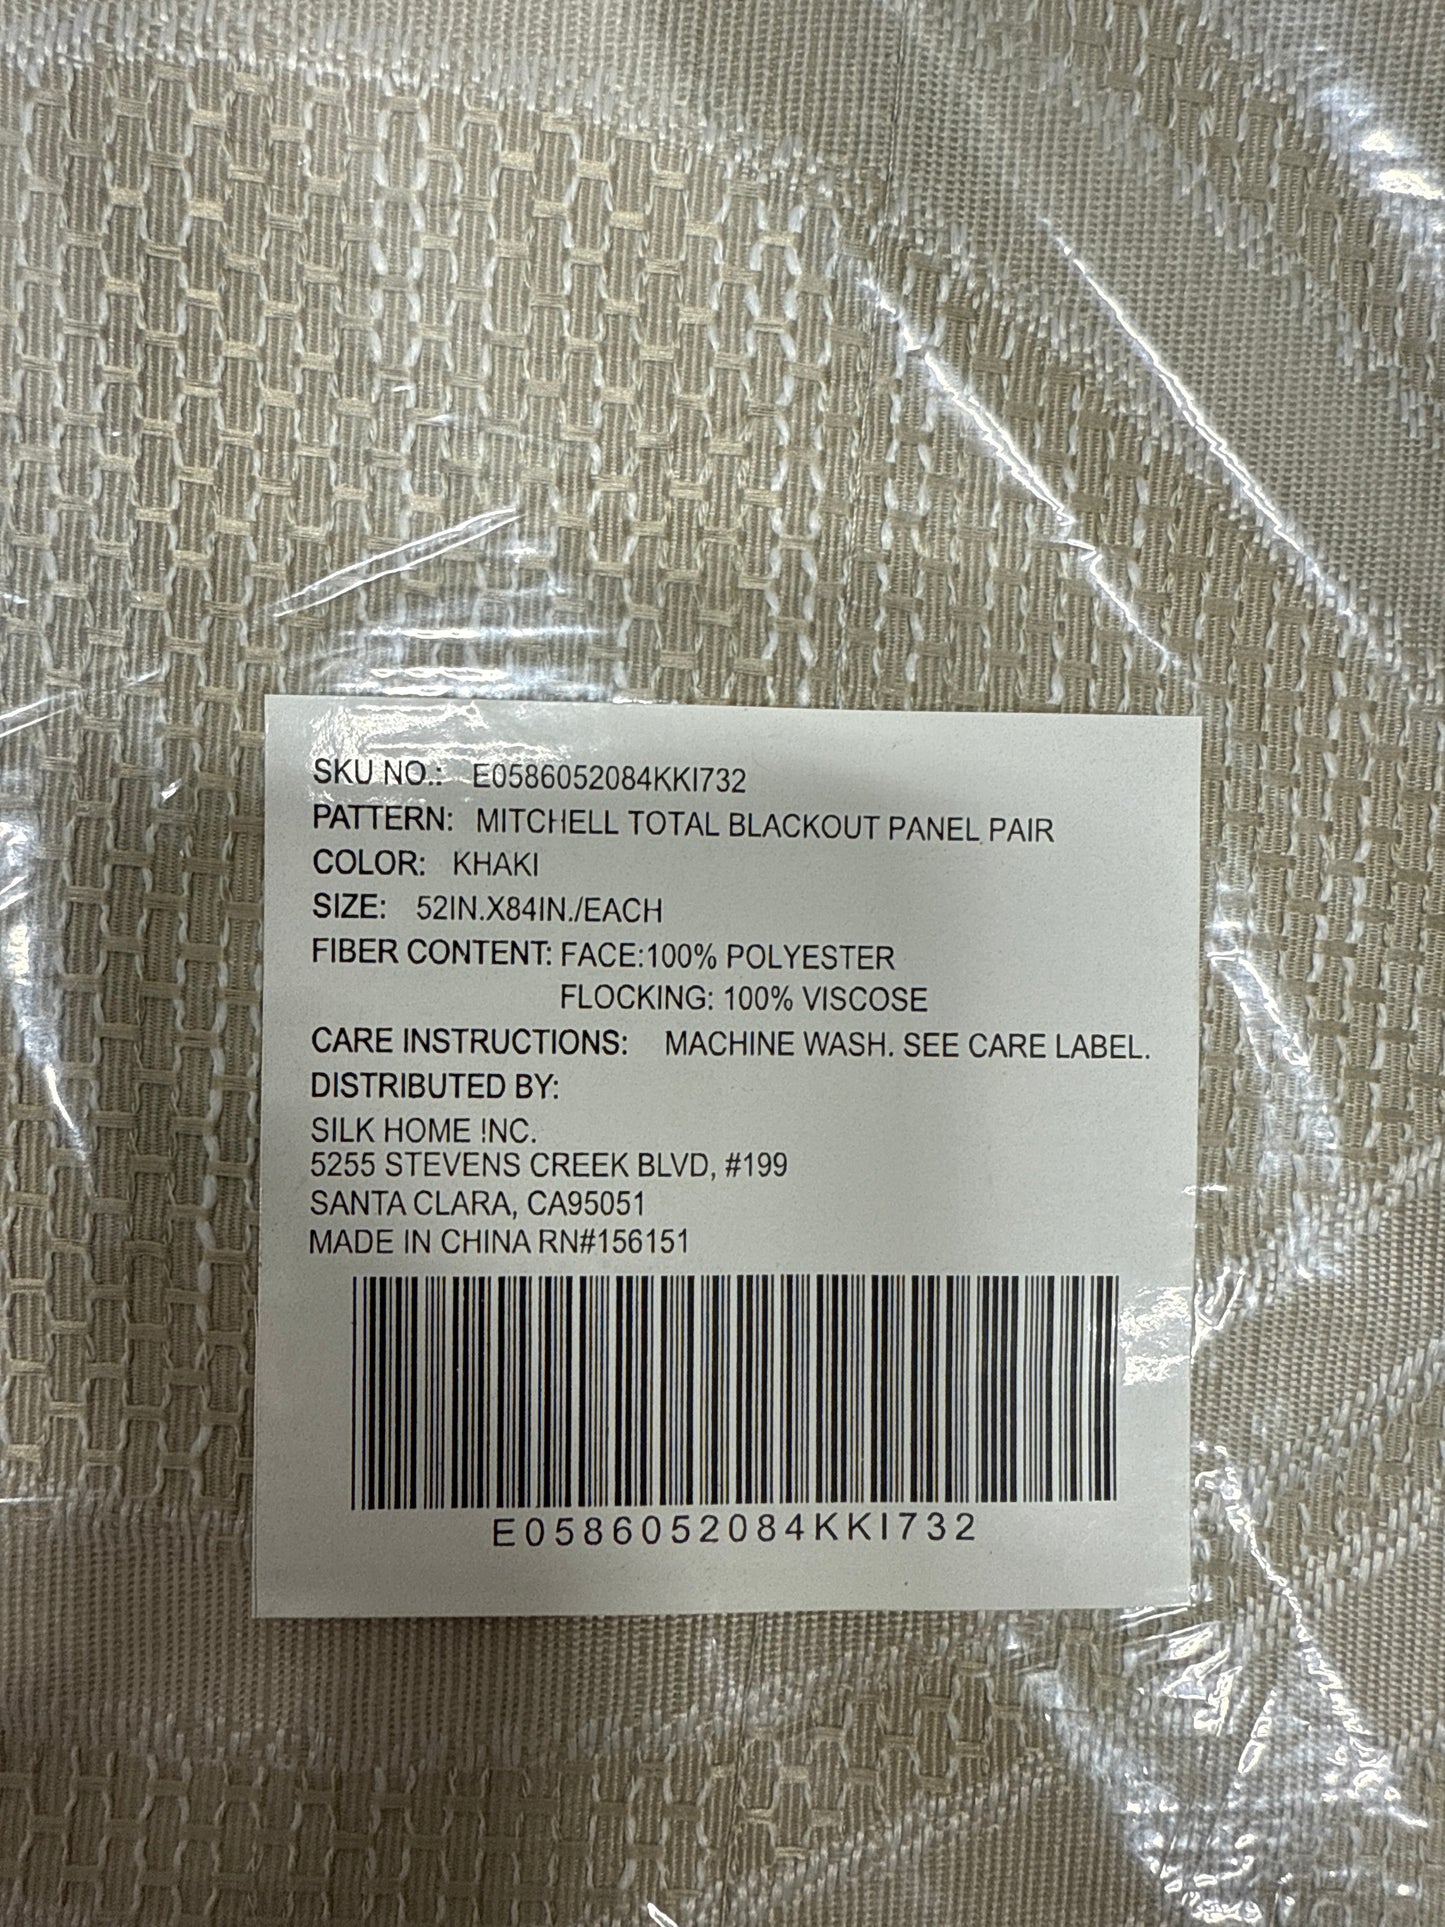 SKU NO.: E0586052084KKI732
PATTERN: MITCHELL TOTAL BLACKOUT PANEL PAIR
COLOR: KHAKI
SIZE: 52IN.X84IN./EACH
FIBER CONTENT: FACE:100% POLYESTER
FLOCKING: 100% VISCOSE
CARE INSTRUCTIONS: MACHINE WASH. SEE CARE LABEL.
DISTRIBUTED BY:
SILK HOME INC.
5255 STEVENS CREEK BLVD, #199
SANTA CLARA, CA95051
MADE IN CHINA RN#156151
E0586052084KKI732